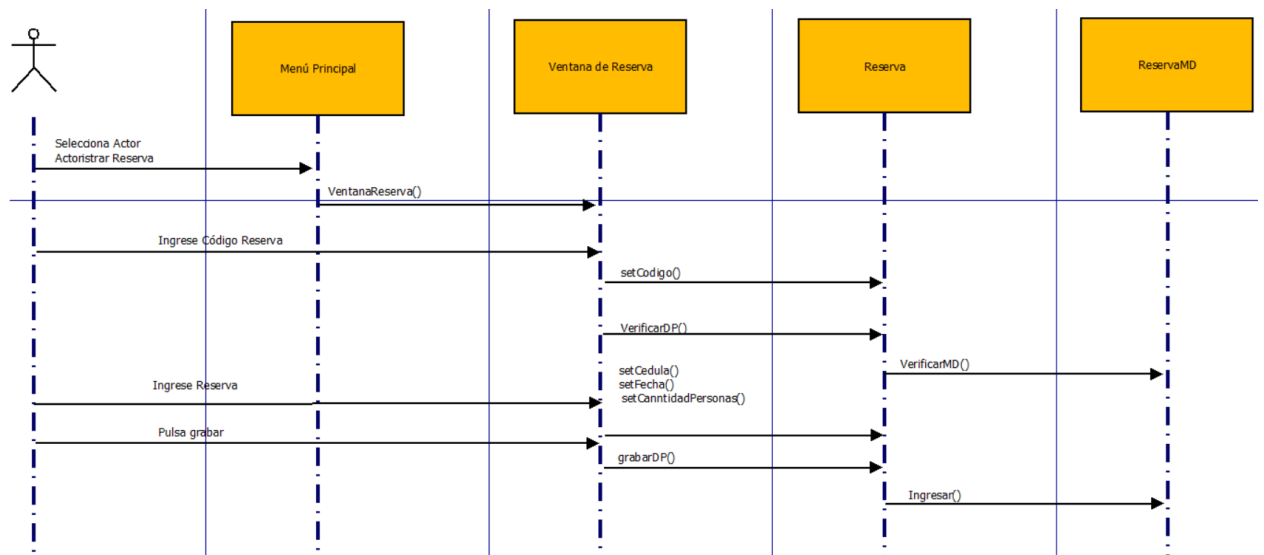 Menú Principal
Ventana de Reserva
Reserva
ReservaMD
Selecciona Actor
Actoristrar Reserva
VentanaReserva()
Ingrese Código Reserva
setCodigo()
VerificarDP()
VerificarMD()
setCedula()
setFecha()
setCanntidadPersonas()
Ingrese Reserva
Pulsa grabar
grabarDP()
Ingresar()